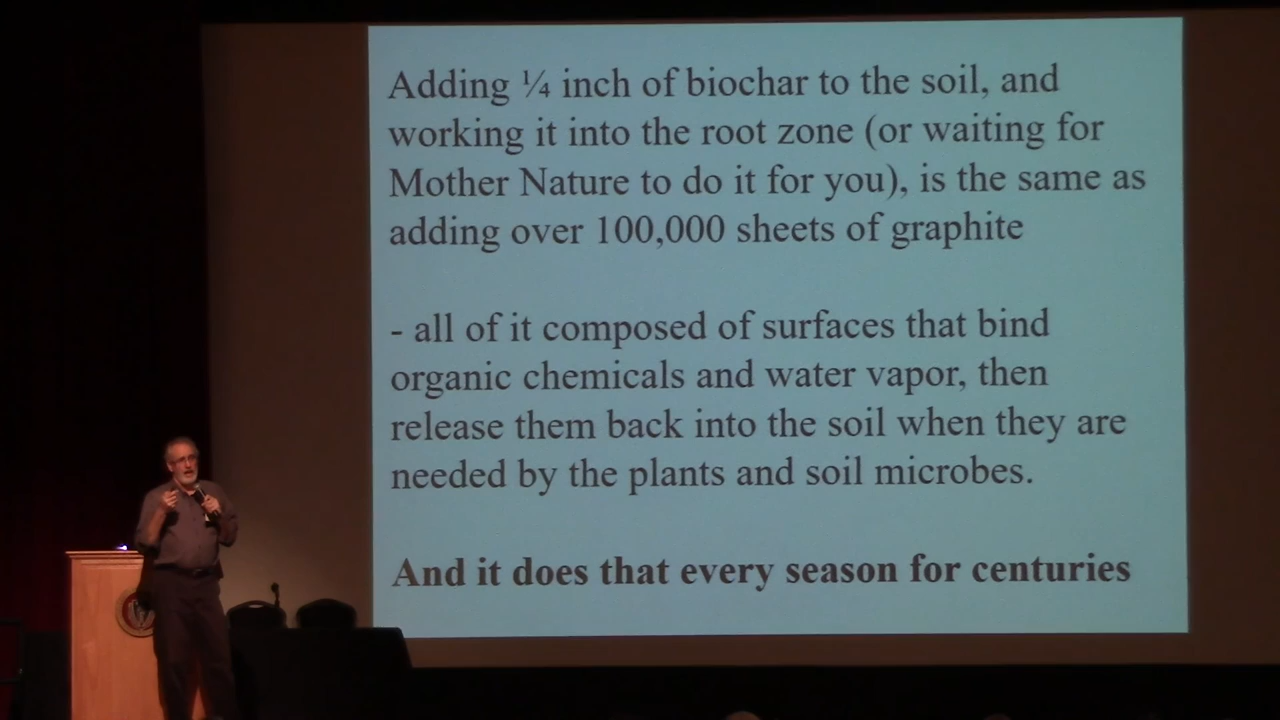 Adding ¼ inch of biochar to the soil, and
working it into the root zone (or waiting for
Mother Nature to do it for you), is the same as
adding over 100,000 sheets of graphite
- all of it composed of surfaces that bind
organic chemicals and water vapor, then
release them back into the soil when they are
needed by the plants and soil microbes.
And it does that every season for centuries